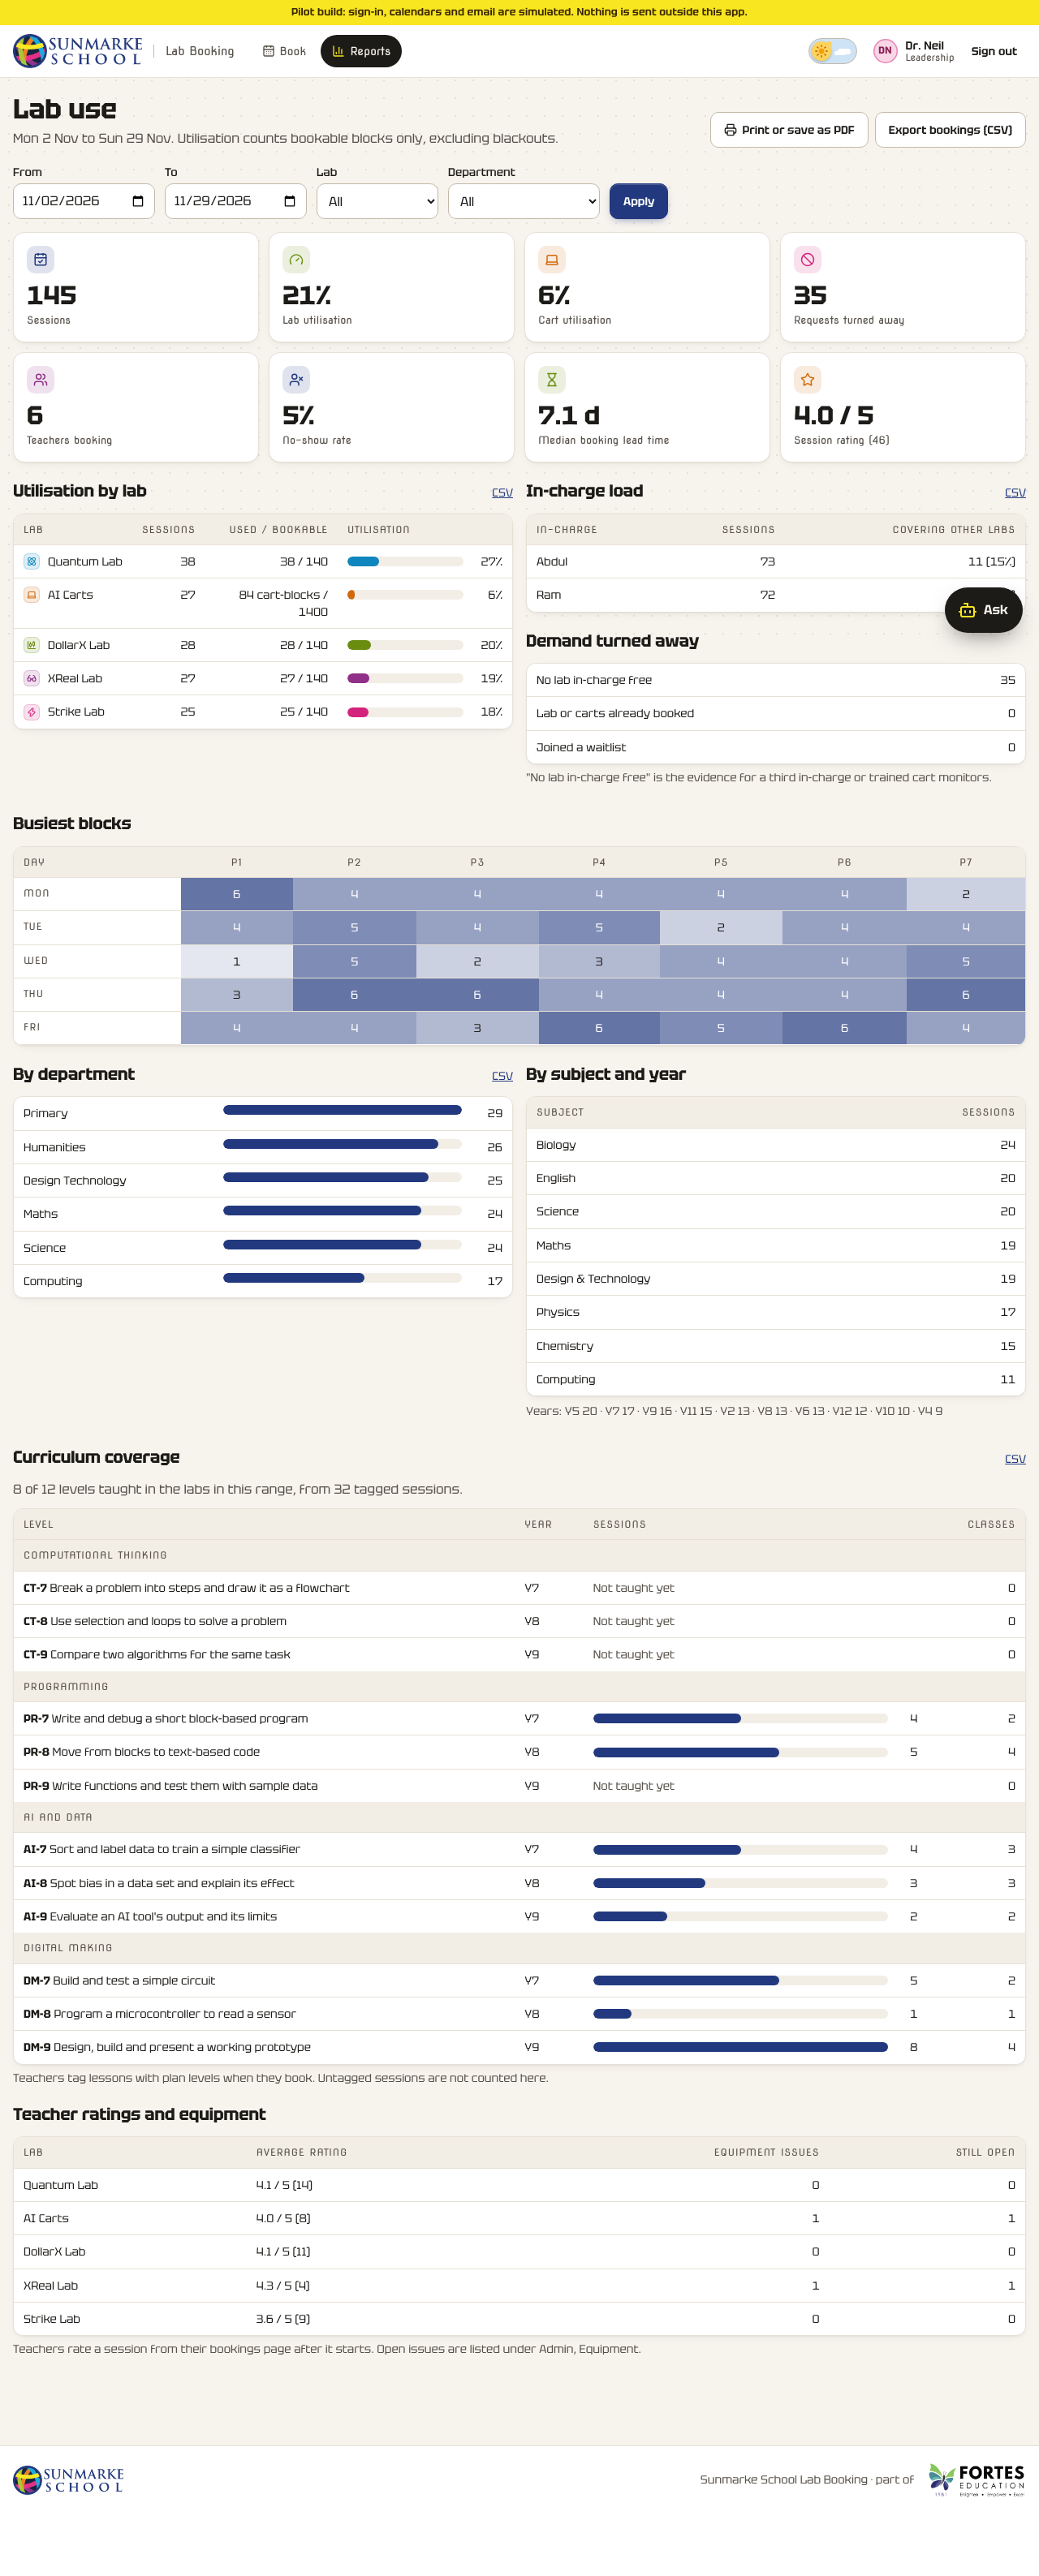 Pilot build: sign-in, calendars and email are simulated. Nothing is sent outside this app.
SUNMARKE SCHOOL
Lab Booking
Book
Reports
DN
Dr. Neil
Leadership
Sign out
Lab use
Mon 2 Nov to Sun 29 Nov. Utilisation counts bookable blocks only, excluding blackouts.
Print or save as PDF
Export bookings (CSV)
From To Lab Department
11/02/2026 11/29/2026 All All Apply
145
Sessions
21%
Lab utilisation
6%
Cart utilisation
35
Requests turned away
6
Teachers booking
5%
No-show rate
7.1 d
Median booking lead time
4.0 / 5
Session rating (46)
Utilisation by lab CSV
LAB SESSIONS USED / BOOKABLE UTILISATION
Quantum Lab 38 38 / 140 27%
AI Carts 27 84 cart-blocks / 1400 6%
DollarX Lab 28 28 / 140 20%
XReal Lab 27 27 / 140 19%
Strike Lab 25 25 / 140 18%
In-charge load CSV
IN-CHARGE SESSIONS COVERING OTHER LABS
Abdul 73 11 (15%)
Ram 72
Ask
Demand turned away
No lab in-charge free 35
Lab or carts already booked 0
Joined a waitlist 0
"No lab in-charge free" is the evidence for a third in-charge or trained cart monitors.
Busiest blocks
DAY P1 P2 P3 P4 P5 P6 P7
MON 6 4 4 4 4 4 2
TUE 4 5 4 5 2 4 4
WED 1 5 2 3 4 4 5
THU 3 6 6 4 4 4 6
FRI 4 4 3 6 5 6 4
By department CSV
Primary 29
Humanities 26
Design Technology 25
Maths 24
Science 24
Computing 17
By subject and year
SUBJECT SESSIONS
Biology 24
English 20
Science 20
Maths 19
Design & Technology 19
Physics 17
Chemistry 15
Computing 11
Years: Y5 20 · Y7 17 · Y9 16 · Y11 15 · Y2 13 · Y8 13 · Y6 13 · Y12 12 · Y10 10 · Y4 9
Curriculum coverage CSV
8 of 12 levels taught in the labs in this range, from 32 tagged sessions.
LEVEL YEAR SESSIONS CLASSES
COMPUTATIONAL THINKING
CT-7 Break a problem into steps and draw it as a flowchart Y7 Not taught yet 0
CT-8 Use selection and loops to solve a problem Y8 Not taught yet 0
CT-9 Compare two algorithms for the same task Y9 Not taught yet 0
PROGRAMMING
PR-7 Write and debug a short block-based program Y7 4 2
PR-8 Move from blocks to text-based code Y8 5 4
PR-9 Write functions and test them with sample data Y9 Not taught yet 0
AI AND DATA
AI-7 Sort and label data to train a simple classifier Y7 4 3
AI-8 Spot bias in a data set and explain its effect Y8 3 3
AI-9 Evaluate an AI tool's output and its limits Y9 2 2
DIGITAL MAKING
DM-7 Build and test a simple circuit Y7 5 2
DM-8 Program a microcontroller to read a sensor Y8 1 1
DM-9 Design, build and present a working prototype Y9 8 4
Teachers tag lessons with plan levels when they book. Untagged sessions are not counted here.
Teacher ratings and equipment
LAB AVERAGE RATING EQUIPMENT ISSUES STILL OPEN
Quantum Lab 4.1 / 5 (14) 0 0
AI Carts 4.0 / 5 (8) 1 1
DollarX Lab 4.1 / 5 (11) 0 0
XReal Lab 4.3 / 5 (4) 1 1
Strike Lab 3.6 / 5 (9) 0 0
Teachers rate a session from their bookings page after it starts. Open issues are listed under Admin, Equipment.
SUNMARKE SCHOOL
Sunmarke School Lab Booking · part of
FORTES
EDUCATION